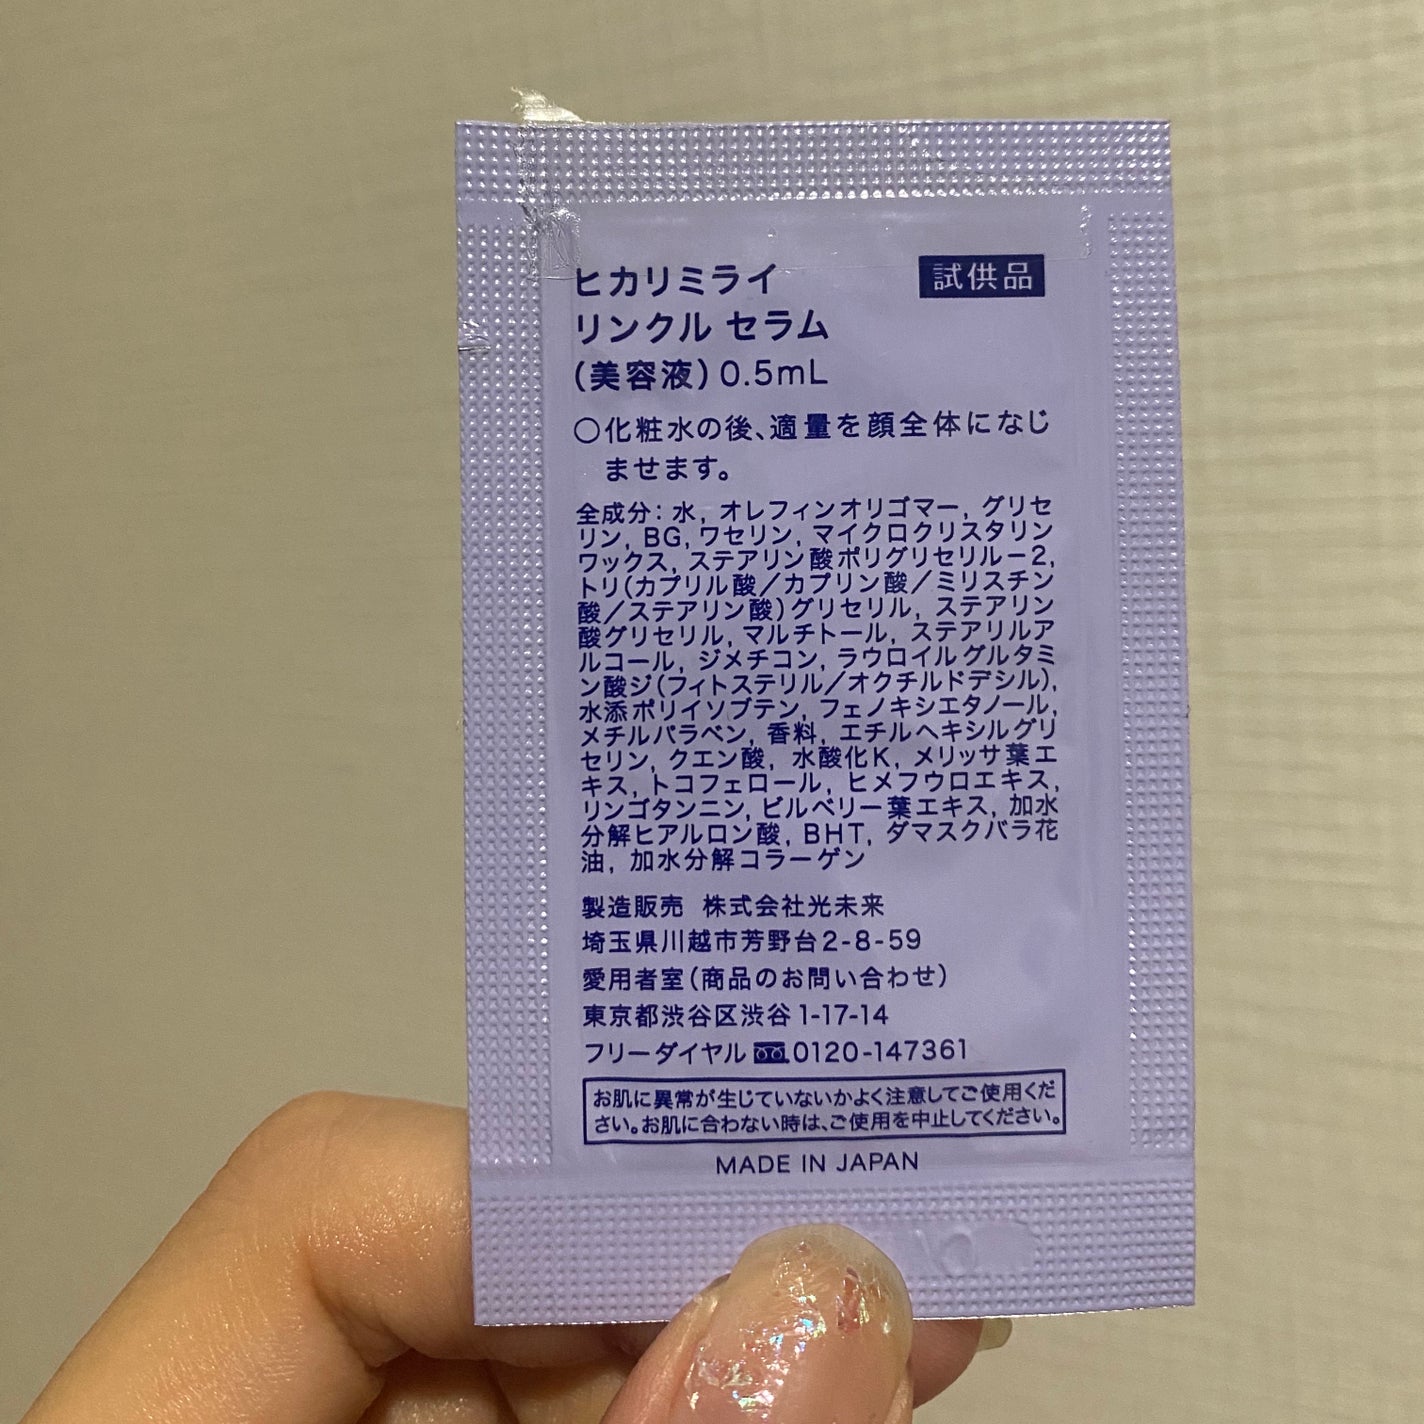 ヒカリミライ
試供品
リンクル セラム
(美容液)0.5mL
○化粧水の後、適量を顔全体になじ
ませます。
全成分：水, オレフィンオリゴマー, グリセ
リン, BG, ワセリン, マイクロクリスタリン
ワックス, ステアリン酸ポリグリセリル－2,
トリ(カプリル酸／カプリン酸／ミリスチン
酸／ステアリン酸)グリセリル, ステアリン
酸グリセリル, マルチトール, ステアリルア
ルコール, ジメチコン, ラウロイルグルタミ
ン酸ジ(フィトステリル／オクチルドデシル),
水添ポリイソブテン, フェノキシエタノール,
メチルパラベン, 香料, エチルヘキシルグリ
セリン, クエン酸, 水酸化K, メリッサ葉エ
キス, トコフェロール, ヒメフウロエキス,
リンゴタンニン, ビルベリー葉エキス, 加水
分解ヒアルロン酸, BHT, ダマスクバラ花
油, 加水分解コラーゲン
製造販売 株式会社光未来
埼玉県川越市芳野台2-8-59
愛用者室(商品のお問い合わせ)
東京都渋谷区渋谷1-17-14
フリーダイヤル 0120-147361
お肌に異常が生じていないかよく注意してご使用くだ
さい。お肌に合わない時は、ご使用を中止してください。
MADE IN JAPAN